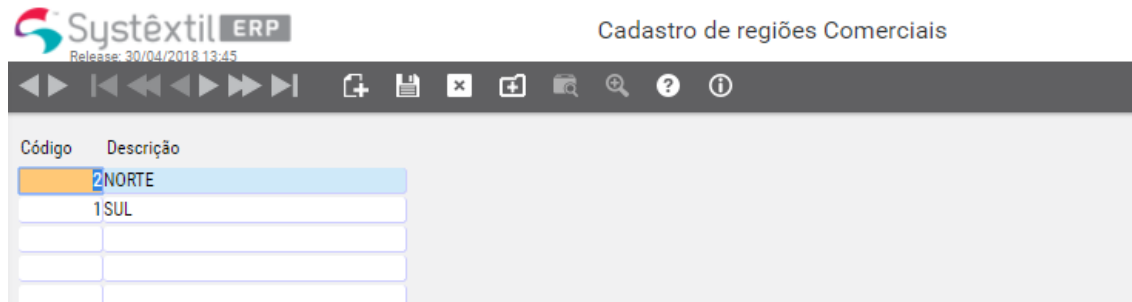 Systêxtil ERP
Release: 30/04/2018 13:45
Cadastro de regiões Comerciais
Código Descrição
2 NORTE
1 SUL